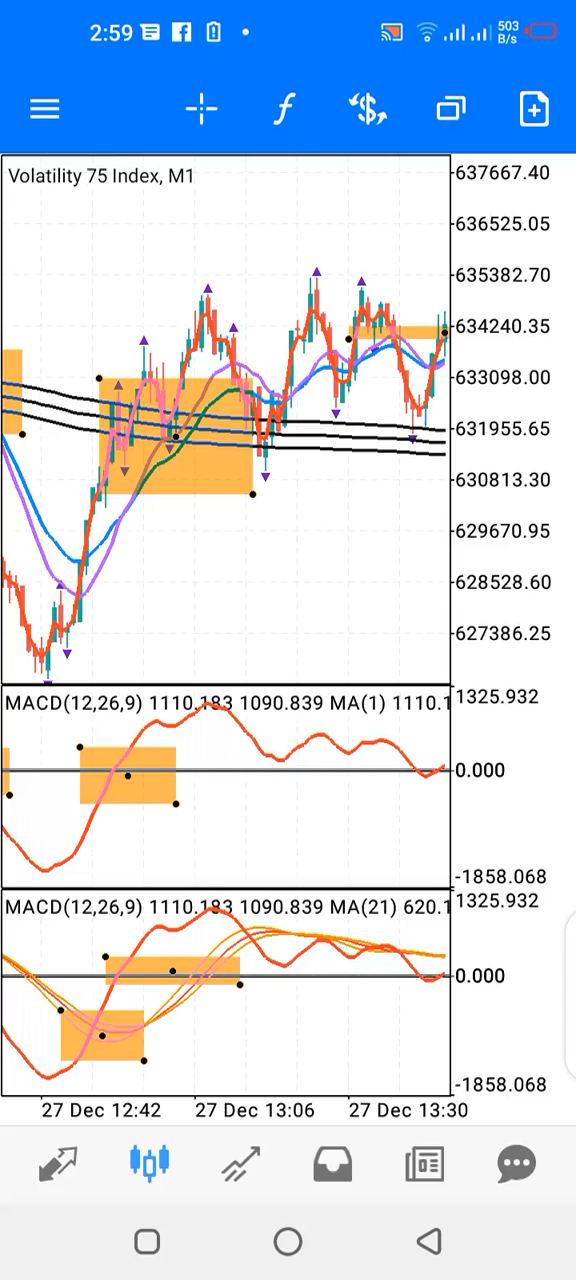 2:59
503
B/s
f
$
Volatility 75 Index, M1
637667.40
636525.05
635382.70
634240.35
633098.00
631955.65
630813.30
629670.95
628528.60
627386.25
MACD(12,26,9) 1110.183 1090.839 MA(1) 1110.1
1325.932
0.000
-1858.068
MACD(12,26,9) 1110.183 1090.839 MA(21) 620.1
1325.932
0.000
-1858.068
27 Dec 12:42
27 Dec 13:06
27 Dec 13:30